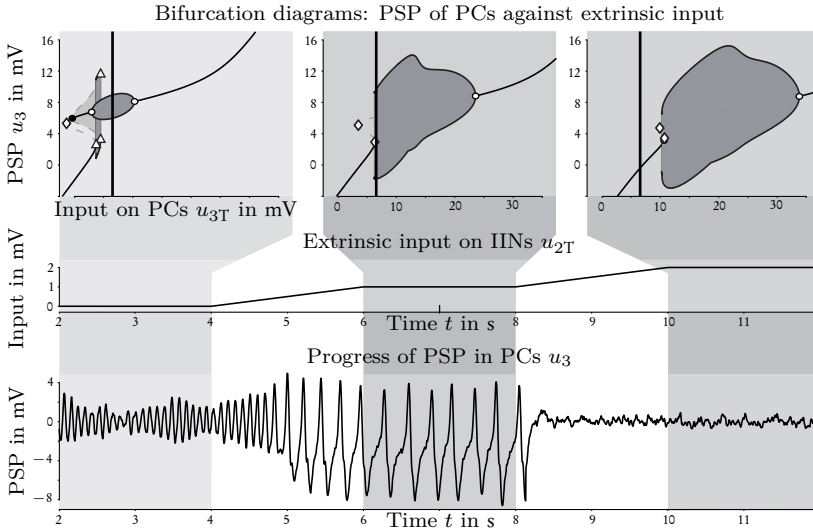 Bifurcation diagrams: PSP of PCs against extrinsic input
PSP u3 in mV
16
12
8
4
0
16
12
8
4
0
0 10 20 30
16
12
8
4
0
0 10 20 30
Input on PCs u3T in mV
Extrinsic input on IINs u2T
Input in mV
2
1
0
2 3 4 5 6 7 8 9 10 11
Time t in s
Progress of PSP in PCs u3
PSP in mV
4
0
−4
−8
2 3 4 5 6 7 8 9 10 11
Time t in s